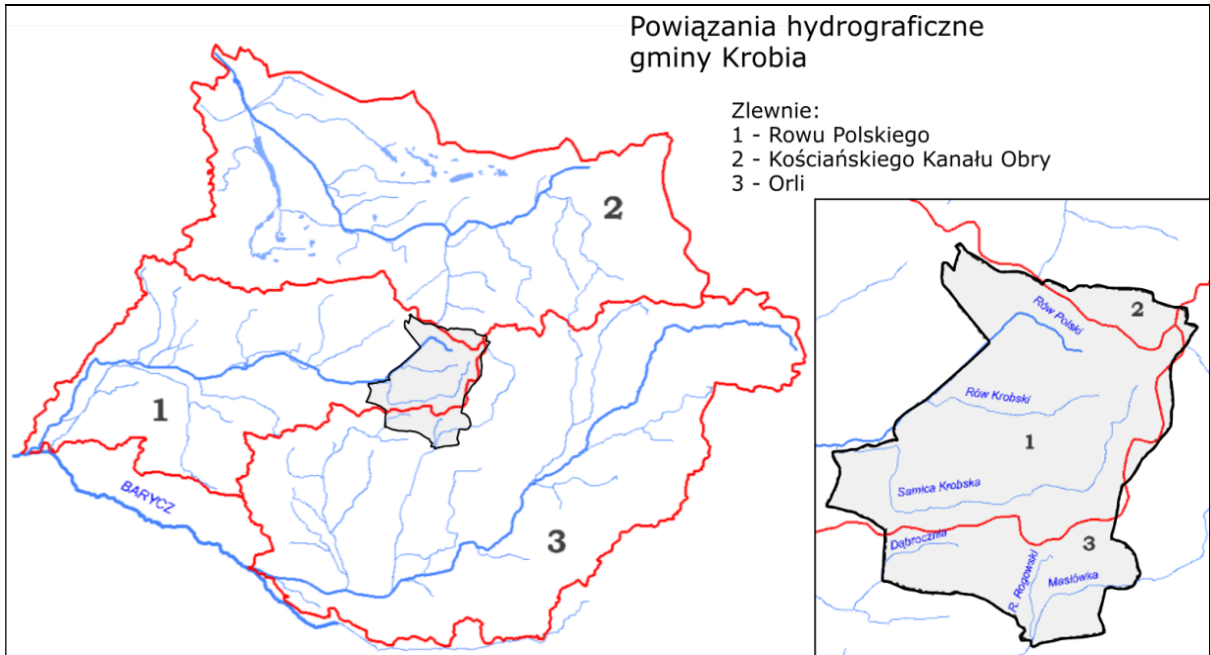 Powiązania hydrograficzne
gminy Krobia
Zlewnie:
1 - Rowu Polskiego
2 - Kościańskiego Kanału Obry
3 - Orli
2
1
BARYCZ
3
2
Rów Polski
Rów Krobski
1
Samica Krobska
Dąbrocznia
3
R. Rogowski
Masłówka